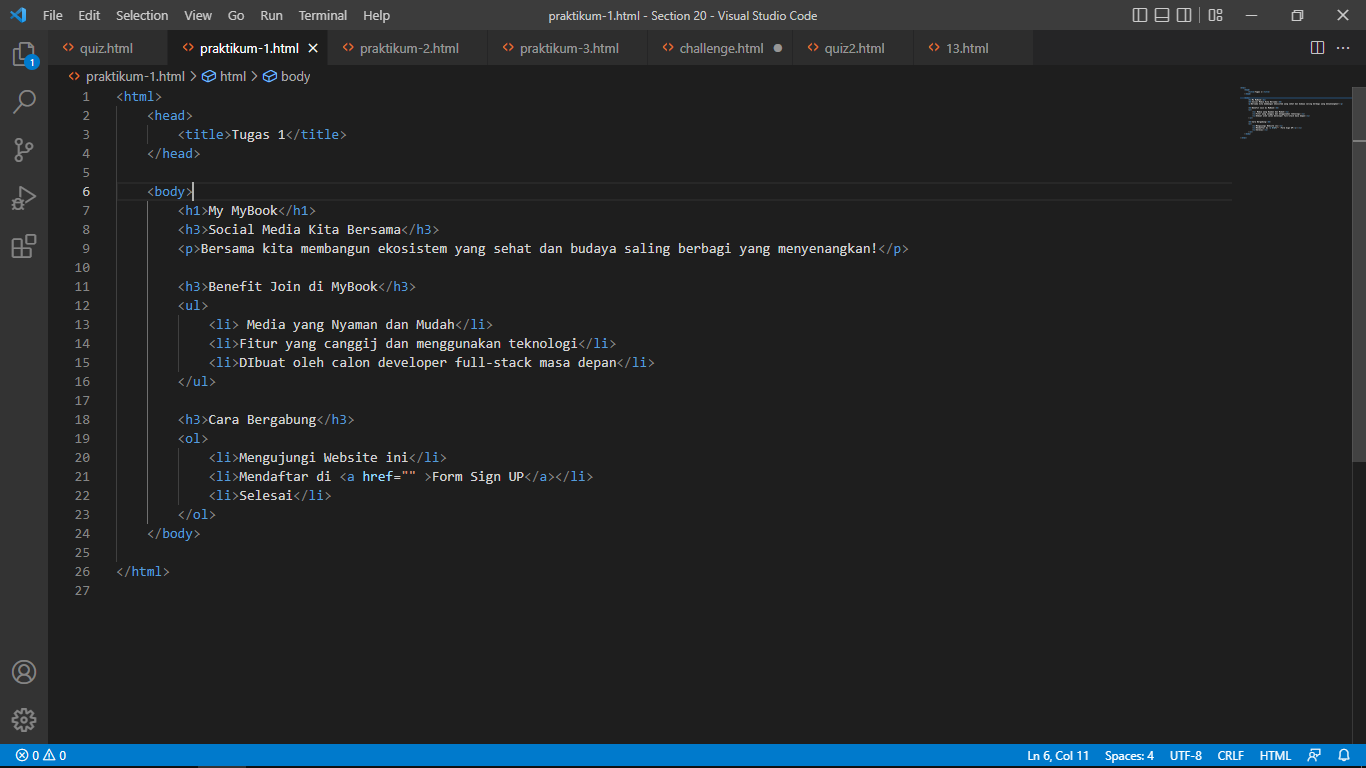 File Edit Selection View Go Run Terminal Help praktikum-1.html - Section 20 - Visual Studio Code
quiz.html praktikum-1.html praktikum-2.html praktikum-3.html challenge.html quiz2.html 13.html
1
praktikum-1.html > html > body
1 <html>
2 <head>
3 <title>Tugas 1</title>
4 </head>
5
6 <body>
7 <h1>My MyBook</h1>
8 <h3>Social Media Kita Bersama</h3>
9 <p>Bersama kita membangun ekosistem yang sehat dan budaya saling berbagi yang menyenangkan!</p>
10
11 <h3>Benefit Join di MyBook</h3>
12 <ul>
13 <li> Media yang Nyaman dan Mudah</li>
14 <li>Fitur yang canggij dan menggunakan teknologi</li>
15 <li>DIbuat oleh calon developer full-stack masa depan</li>
16 </ul>
17
18 <h3>Cara Bergabung</h3>
19 <ol>
20 <li>Mengujungi Website ini</li>
21 <li>Mendaftar di <a href="" >Form Sign UP</a></li>
22 <li>Selesai</li>
23 </ol>
24 </body>
25
26 </html>
27
0 0 Ln 6, Col 11 Spaces: 4 UTF-8 CRLF HTML